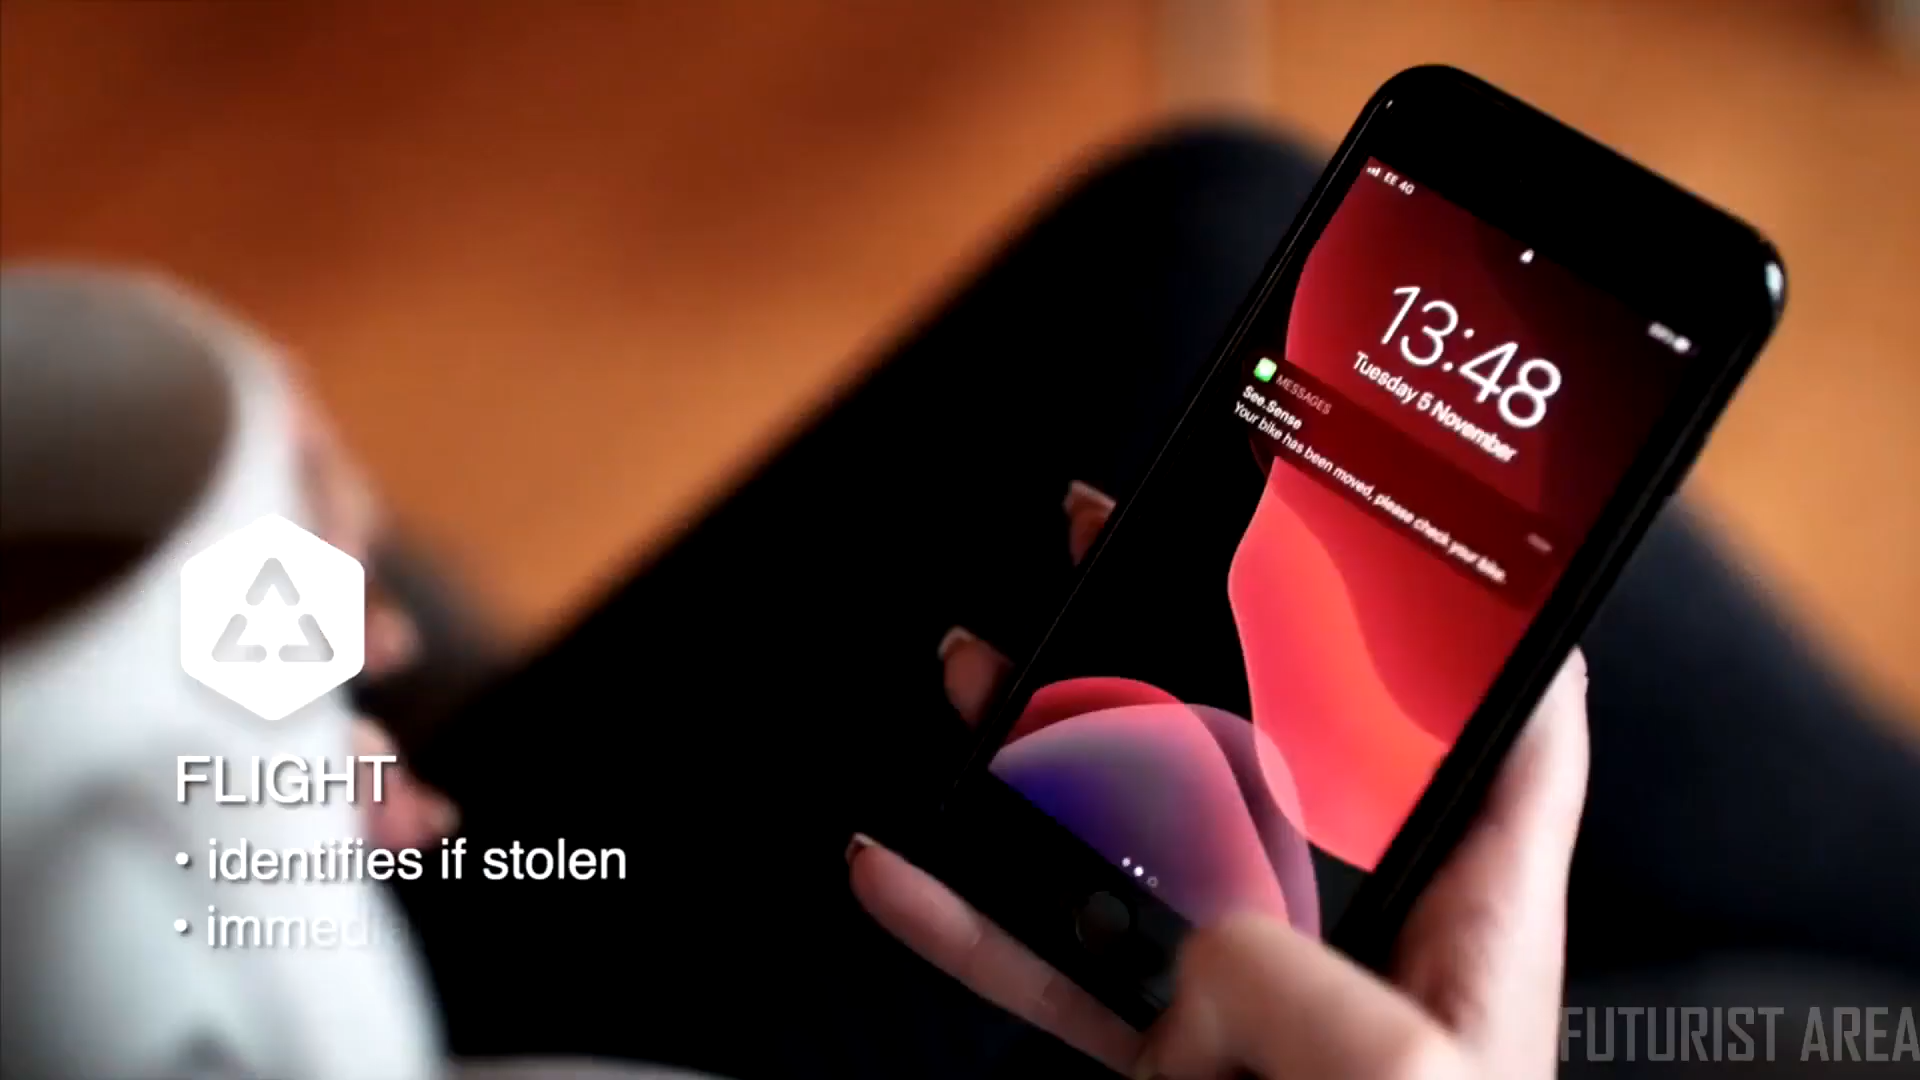 EE 4G
13:48
Tuesday 5 November
MESSAGES
See.Sense
Your bike has been moved, please check your bike.
FLIGHT
• identifies if stolen
• immedi
FUTURIST AREA